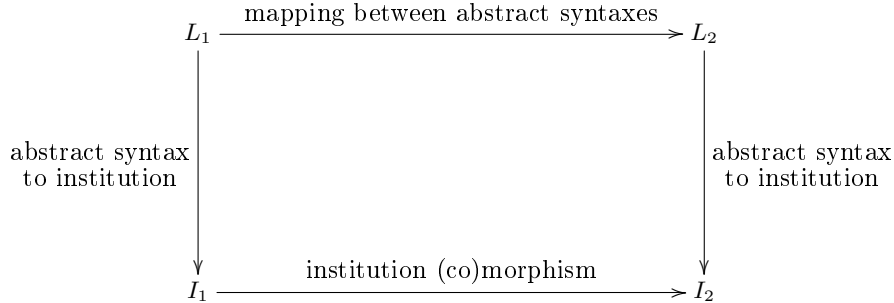 mapping between abstract syntaxes
L₁ L₂
abstract syntax abstract syntax
to institution to institution
institution (co)morphism
I₁ I₂